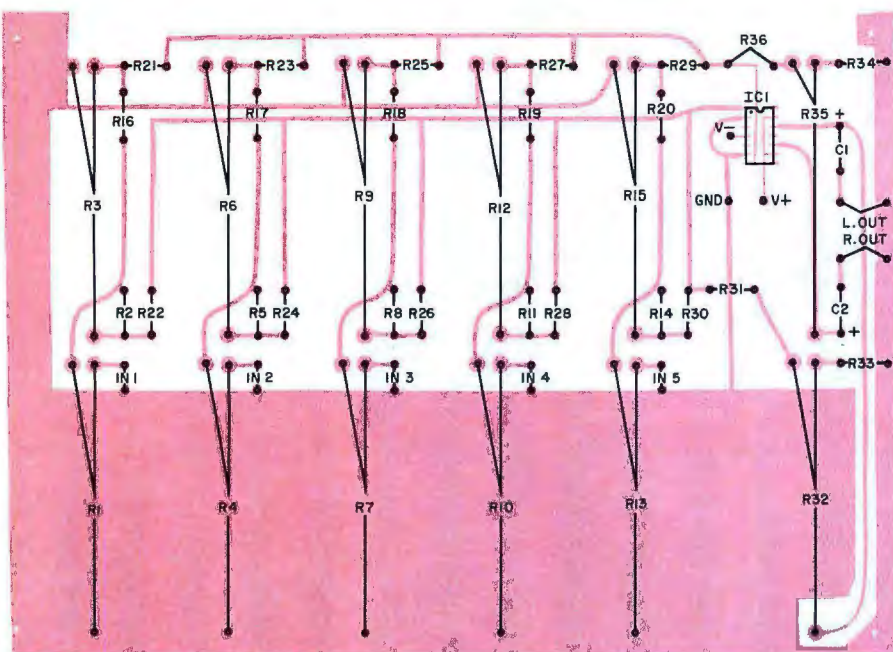 R36
R21 R23 R25 R27 R29 R34
IC1
R16 R17 R18 R19 R20 R35 +
V- C1
R3 R6 R9 R12 R15 GND V+
L.OUT
R.OUT
R2 R22 R5 R24 R8 R26 R11 R28 R14 R30 R31 C2
+
IN 1 IN 2 IN 3 IN 4 IN 5 R33
R1 R4 R7 R10 R13 R32